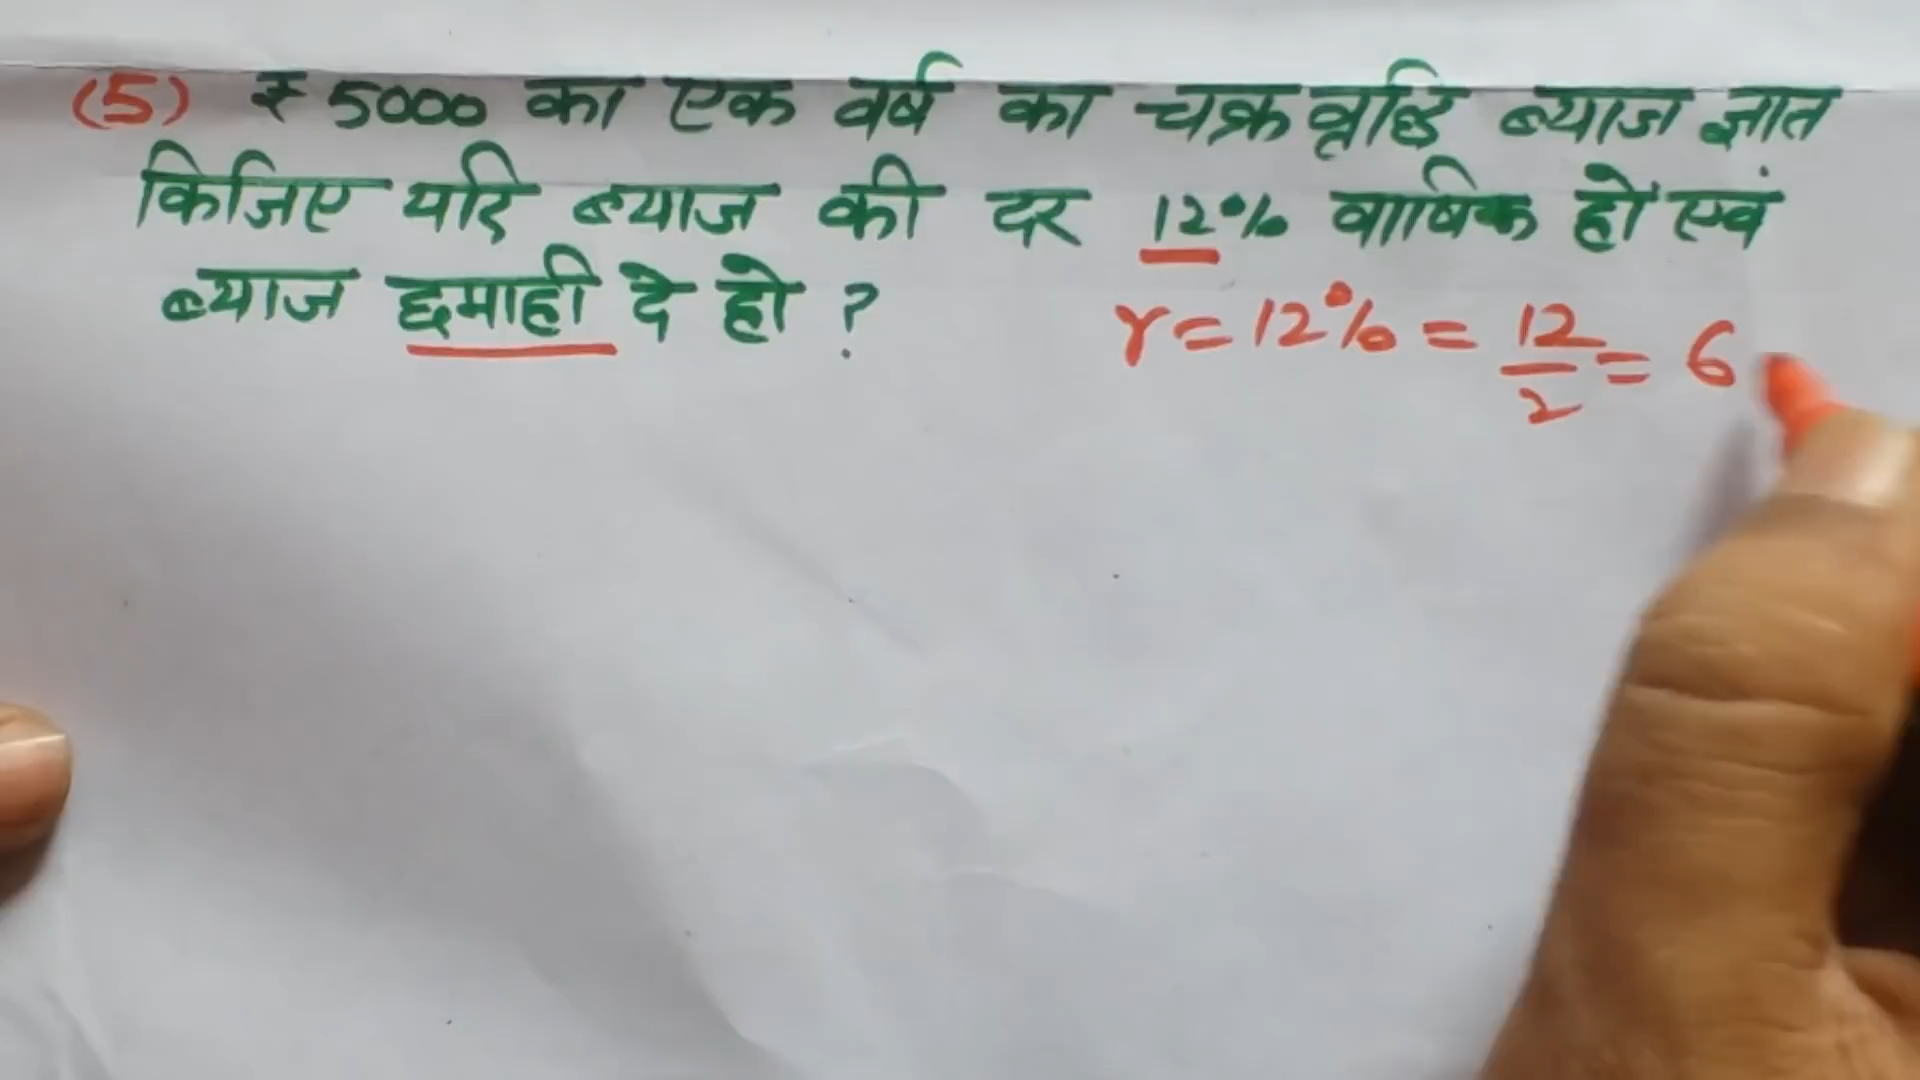 (5) ₹ 5000 का एक वर्ष का चक्रवृद्धि ब्याज ज्ञात
किजिए यदि ब्याज की दर 12% वार्षिक हो एवं
ब्याज छमाही दे हो ?
r = 12% = 12/2 = 6